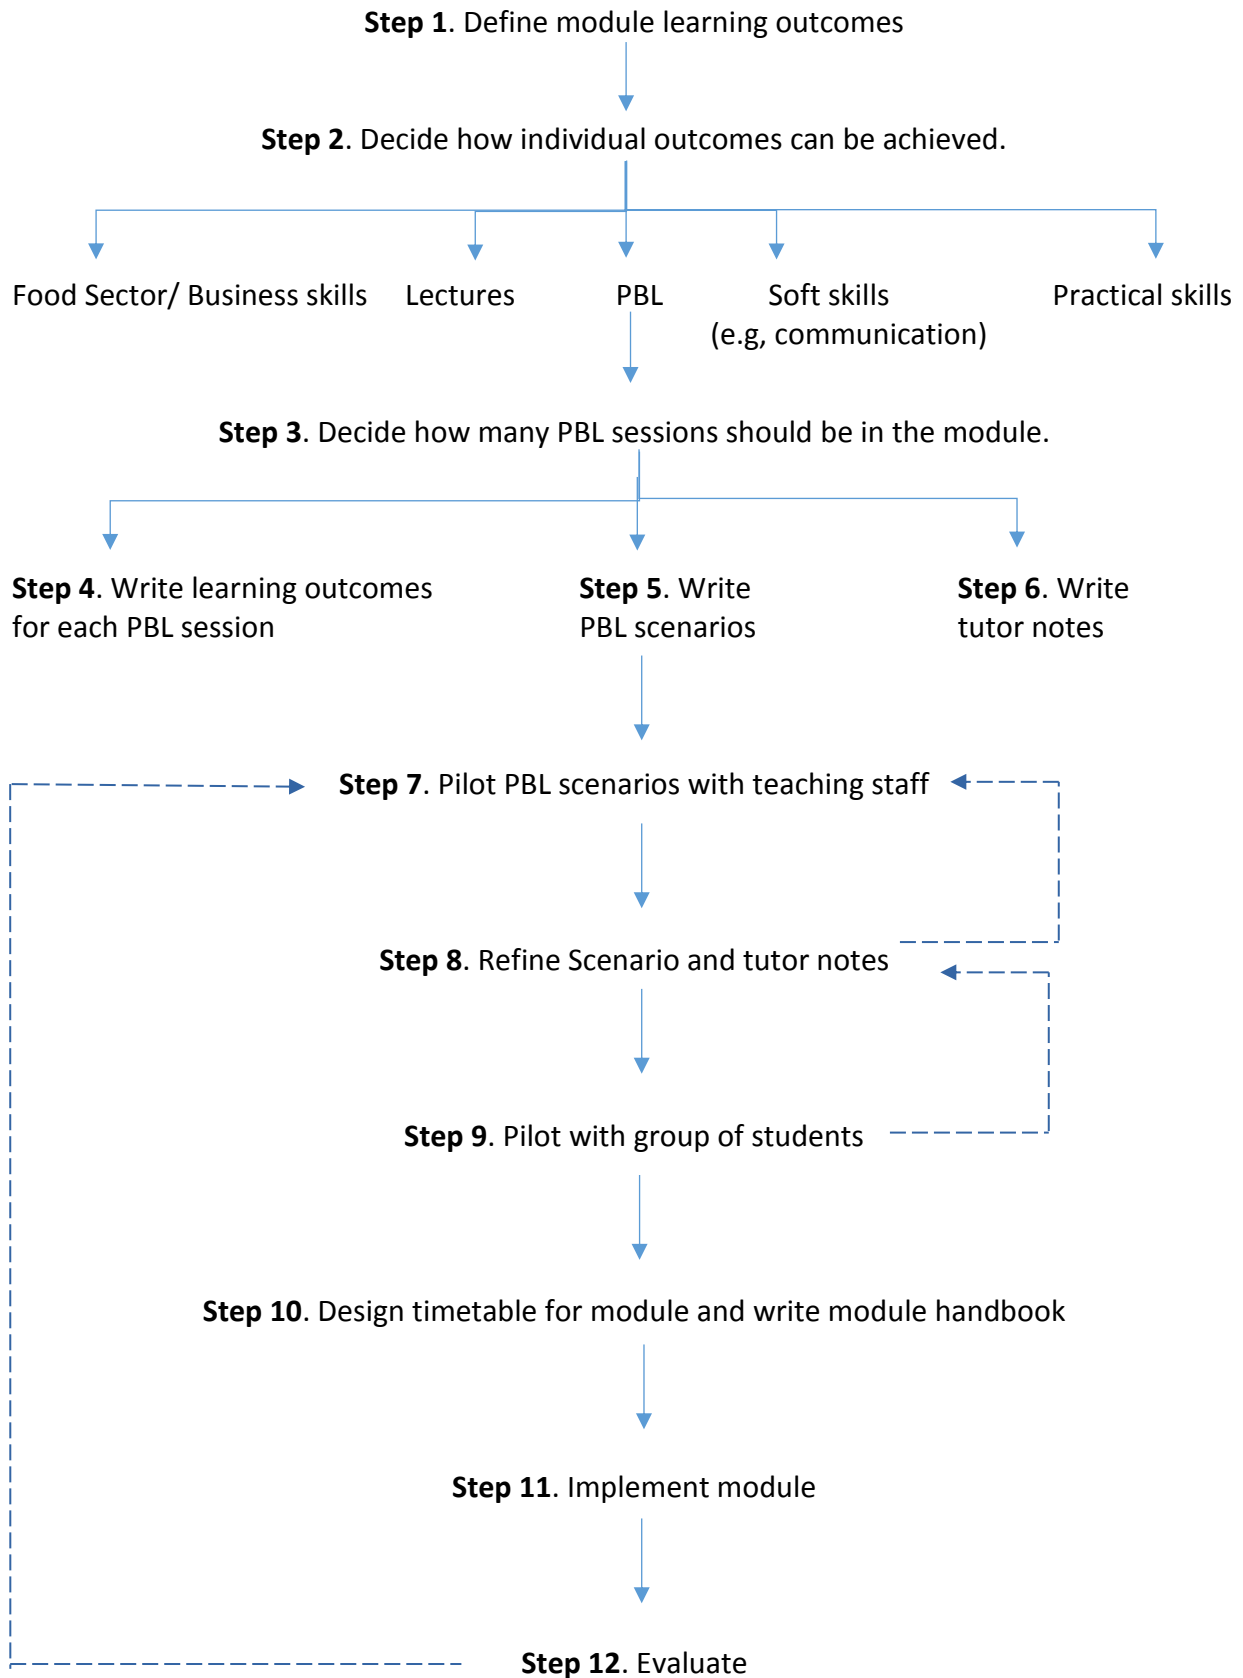 Step 1. Define module learning outcomes
Step 2. Decide how individual outcomes can be achieved.
Food Sector/ Business skills
Lectures
PBL
Soft skills
(e.g, communication)
Practical skills
Step 3. Decide how many PBL sessions should be in the module.
Step 4. Write learning outcomes
for each PBL session
Step 5. Write
PBL scenarios
Step 6. Write
tutor notes
Step 7. Pilot PBL scenarios with teaching staff
Step 8. Refine Scenario and tutor notes
Step 9. Pilot with group of students
Step 10. Design timetable for module and write module handbook
Step 11. Implement module
Step 12. Evaluate